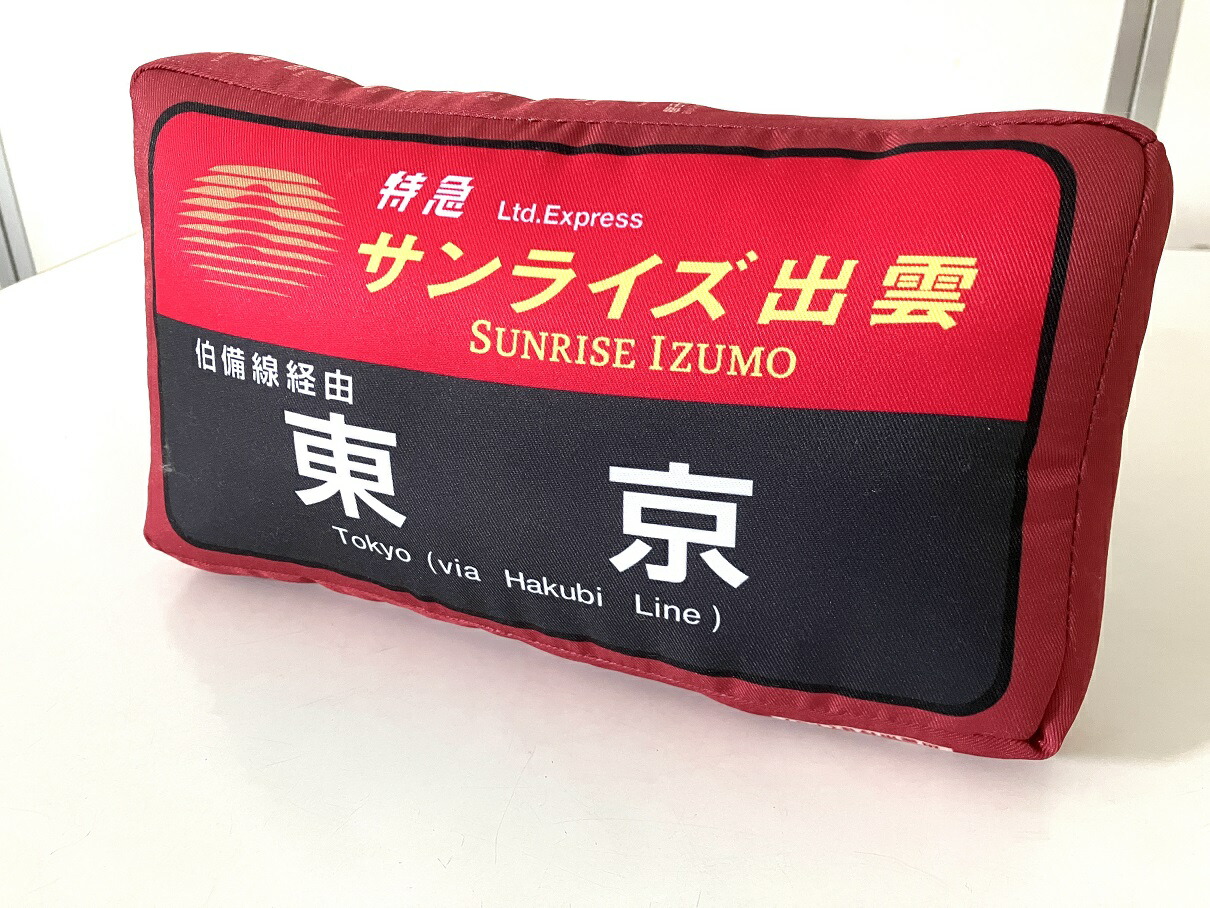 特急 Ltd.Express
サンライズ出雲
SUNRISE IZUMO
伯備線経由
東京
Tokyo (via Hakubi Line)